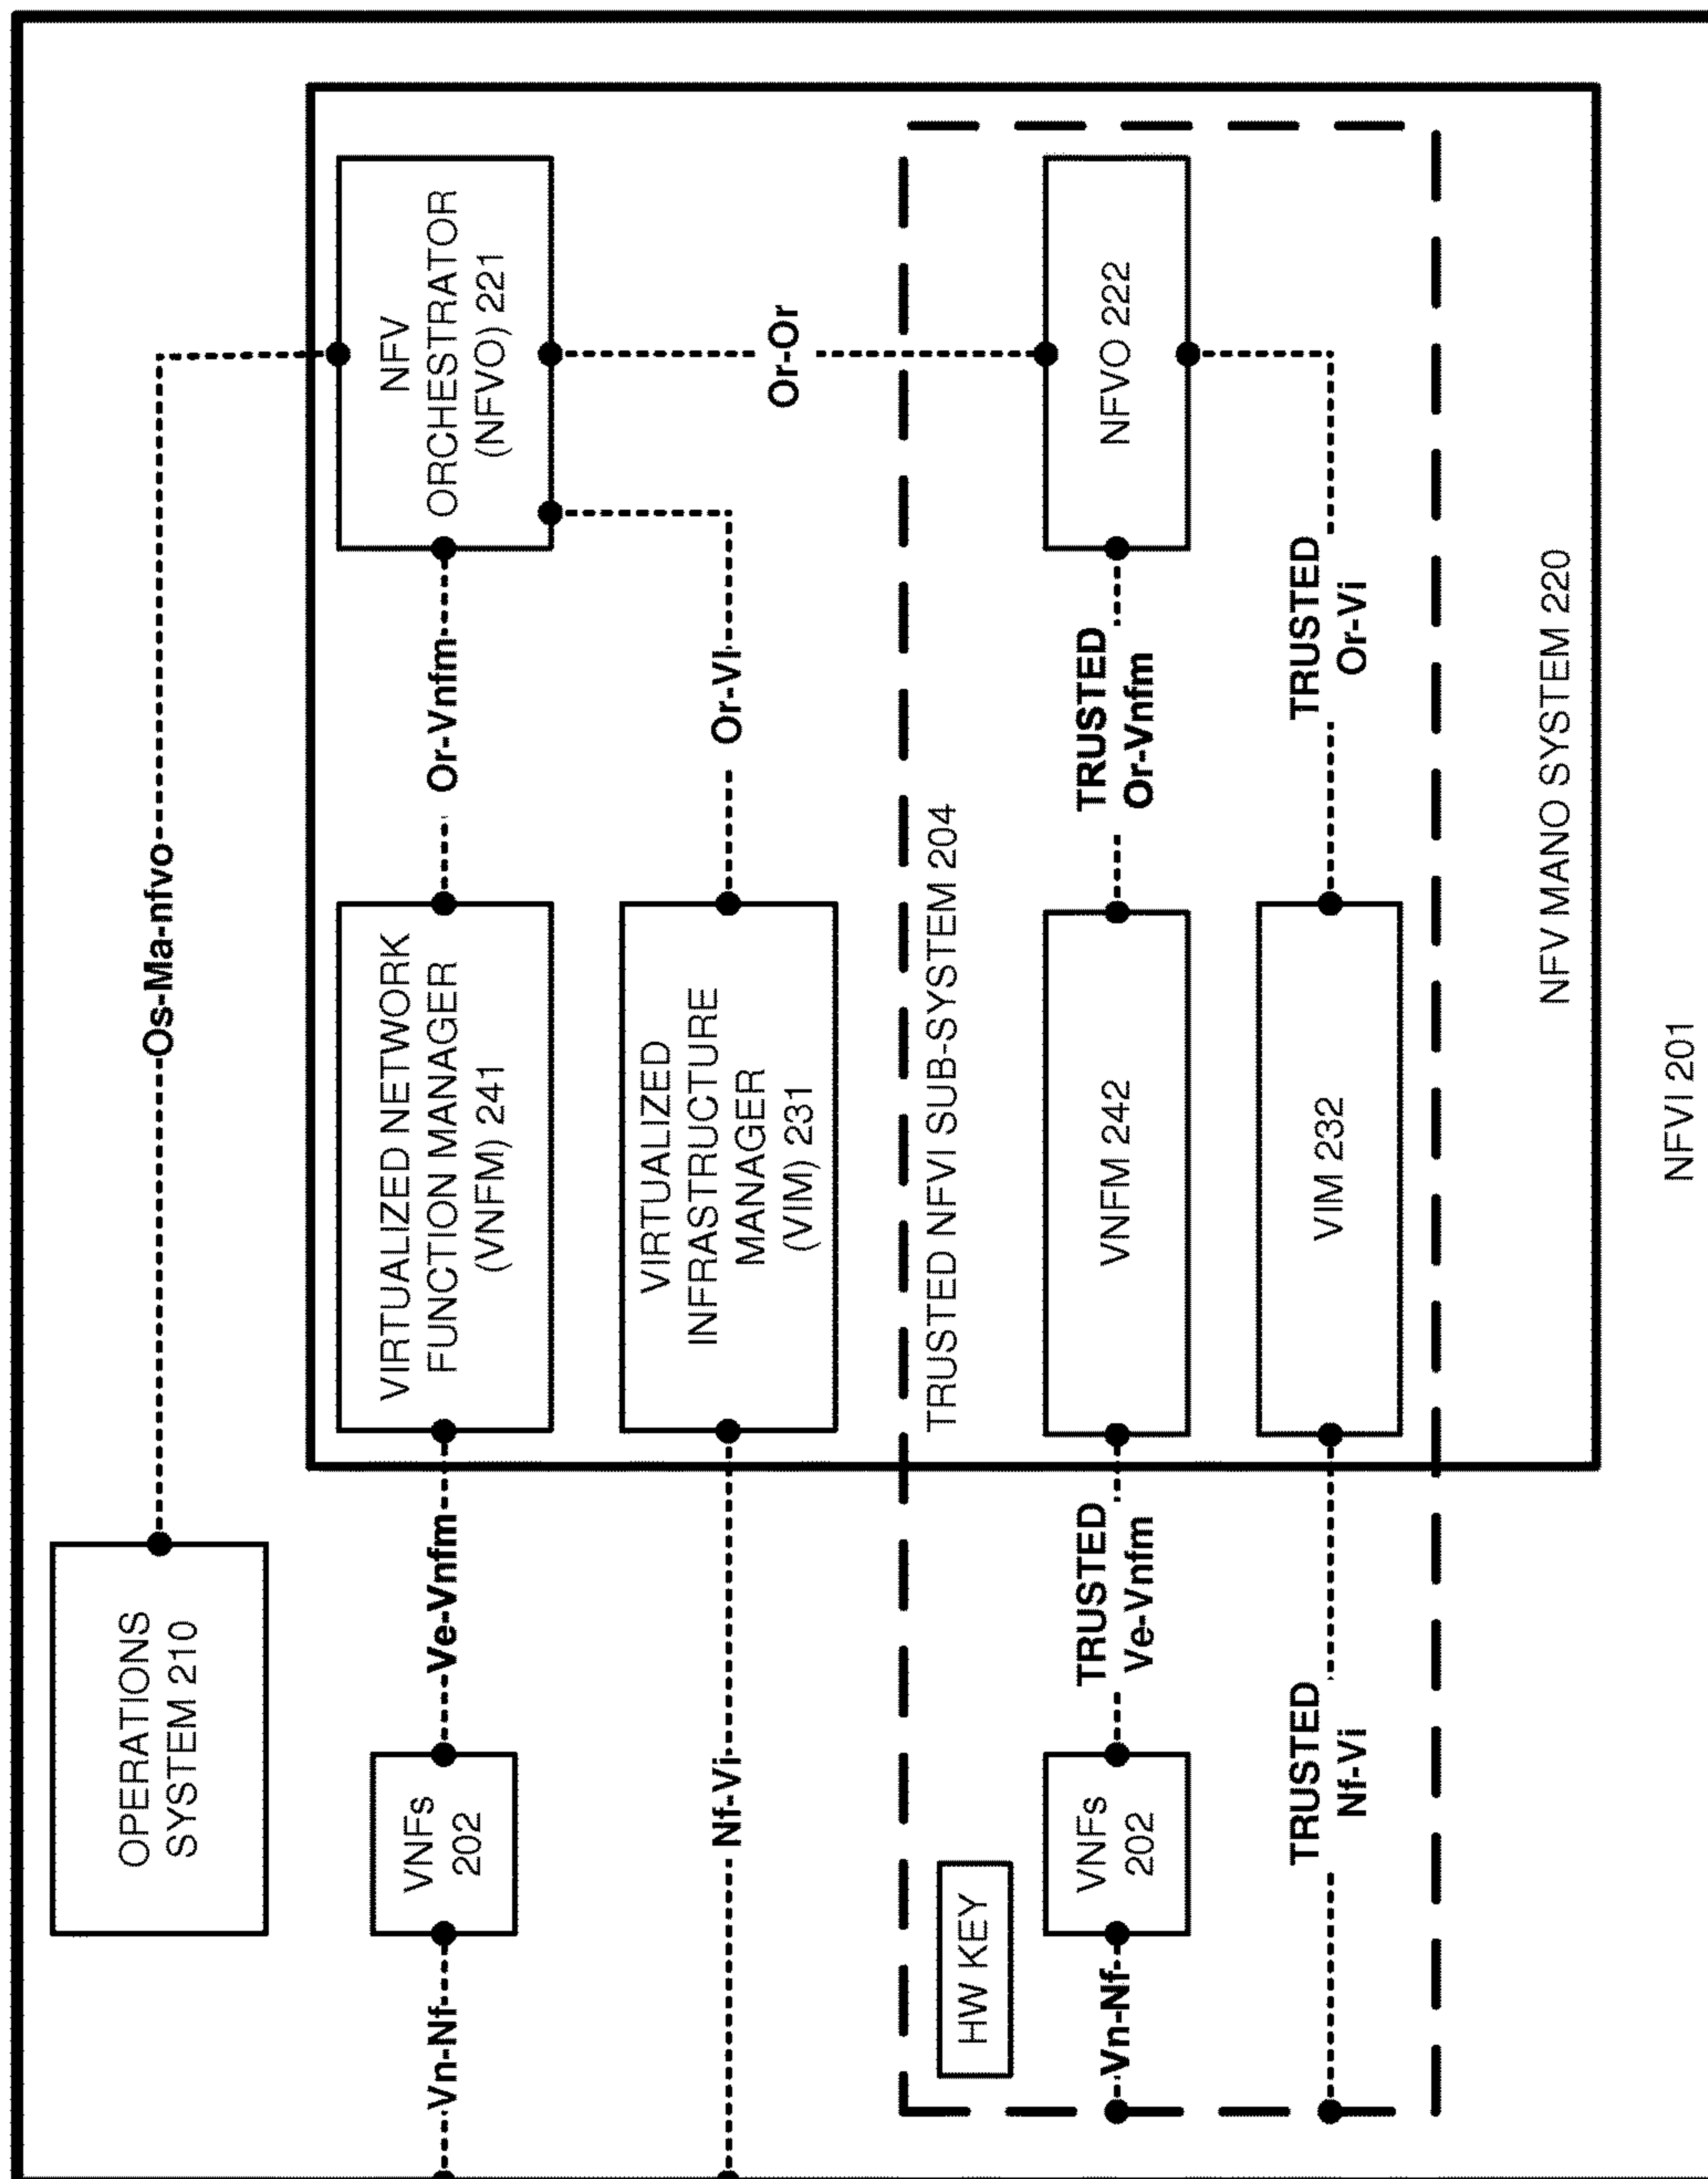 OPERATIONS
SYSTEM 210
Os-Ma-nfvo
Vn-Nf
VNFs
202
Ve-Vnfm
VIRTUALIZED NETWORK
FUNCTION MANAGER
(VNFM) 241
Or-Vnfm
NFV
ORCHESTRATOR
(NFVO) 221
Nf-Vi
VIRTUALIZED
INFRASTRUCTURE
MANAGER
(VIM) 231
Or-Vi
Or-Or
TRUSTED NFVI SUB-SYSTEM 204
HW KEY
Vn-Nf
VNFs
202
TRUSTED
Ve-Vnfm
VNFM 242
TRUSTED
Or-Vnfm
NFVO 222
TRUSTED
Nf-Vi
VIM 232
TRUSTED
Or-Vi
NFV MANO SYSTEM 220
NFVI 201